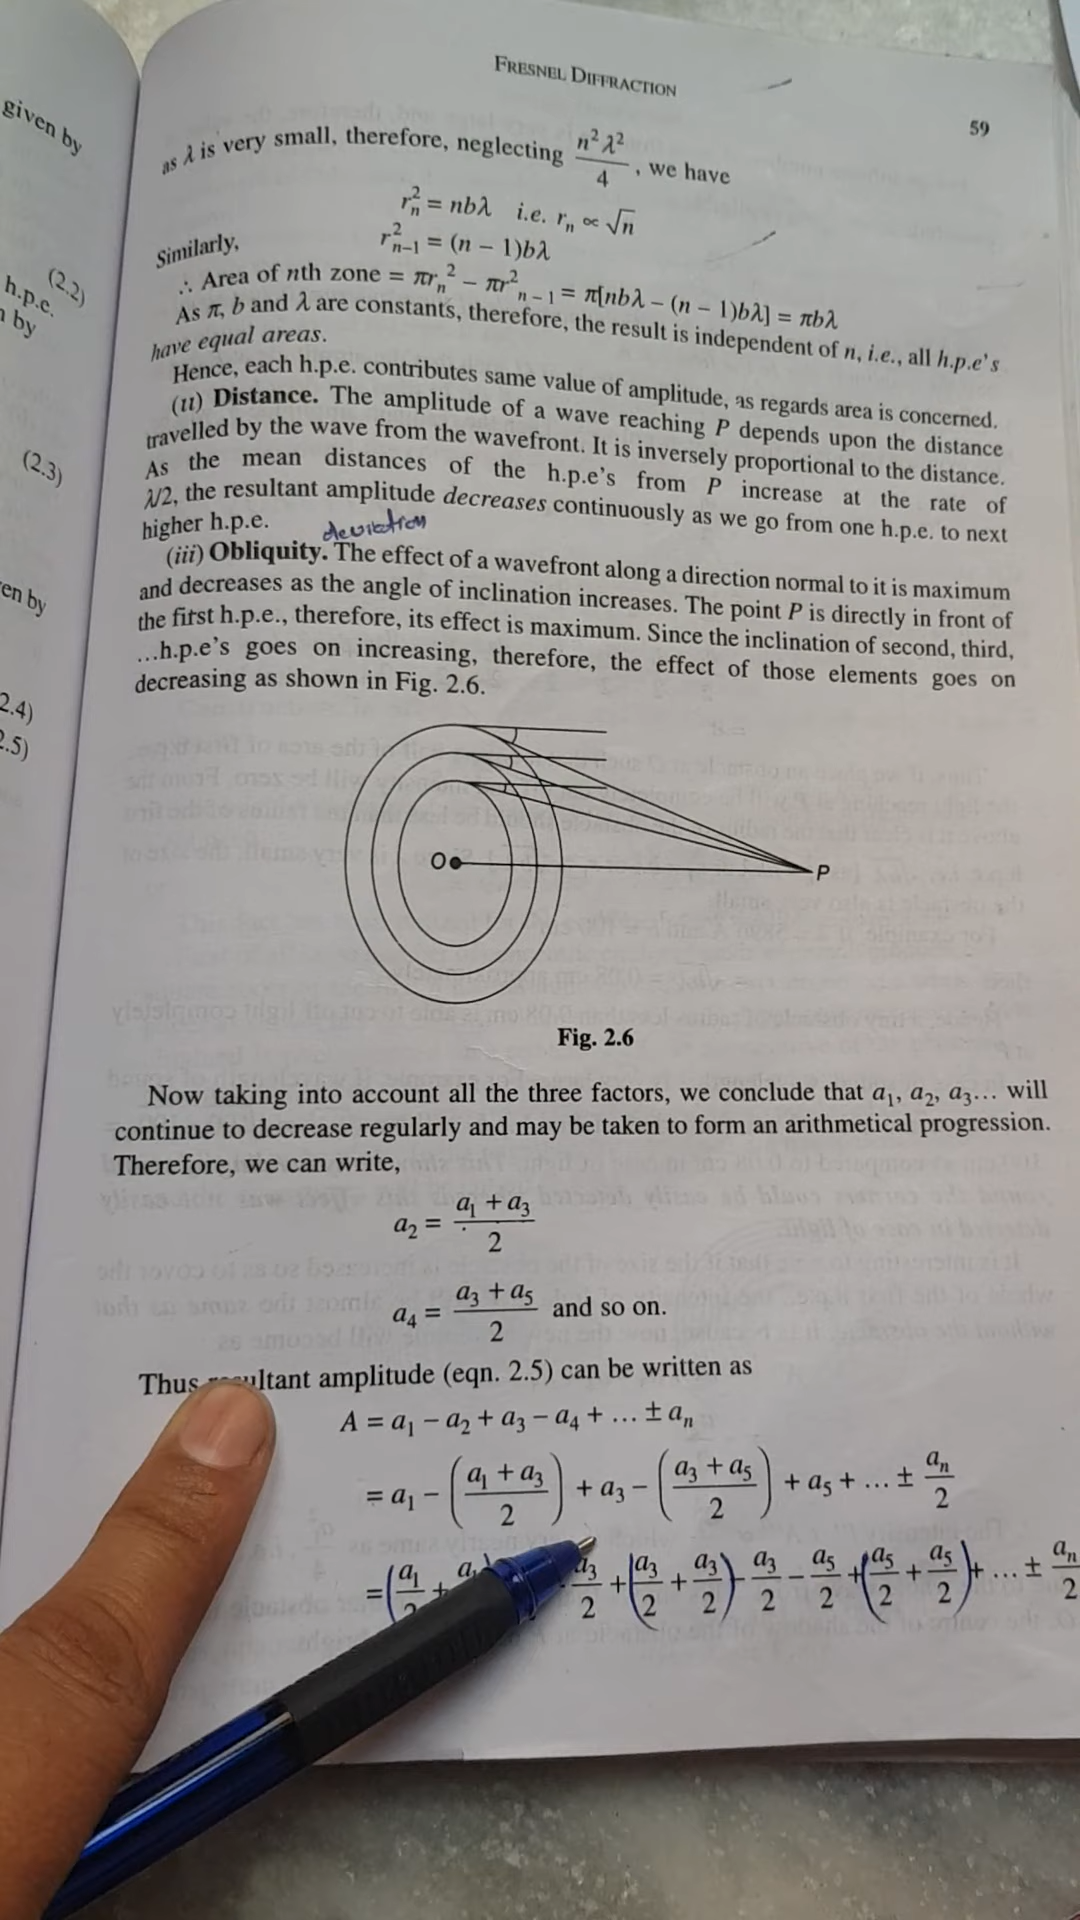 given by
(2.2)
h.p.e.
by
(2.3)
en by
2.4)
2.5)
FRESNEL DIFFRACTION
59
as λ is very small, therefore, neglecting n²λ²/4, we have
rₙ² = nbλ i.e. rₙ ∝ √n
Similarly, r²ₙ₋₁ = (n − 1)bλ
∴ Area of nth zone = πrₙ² − πr²ₙ₋₁ = π[nbλ − (n − 1)bλ] = πbλ
As π, b and λ are constants, therefore, the result is independent of n, i.e., all h.p.e's
have equal areas.
Hence, each h.p.e. contributes same value of amplitude, as regards area is concerned.
(ii) Distance. The amplitude of a wave reaching P depends upon the distance
travelled by the wave from the wavefront. It is inversely proportional to the distance.
As the mean distances of the h.p.e's from P increase at the rate of
λ/2, the resultant amplitude decreases continuously as we go from one h.p.e. to next
higher h.p.e.
deviation
(iii) Obliquity. The effect of a wavefront along a direction normal to it is maximum
and decreases as the angle of inclination increases. The point P is directly in front of
the first h.p.e., therefore, its effect is maximum. Since the inclination of second, third,
...h.p.e's goes on increasing, therefore, the effect of those elements goes on
decreasing as shown in Fig. 2.6.
O
P
Fig. 2.6
Now taking into account all the three factors, we conclude that a₁, a₂, a₃... will
continue to decrease regularly and may be taken to form an arithmetical progression.
Therefore, we can write,
a₂ = (a₁ + a₃)/2
a₄ = (a₃ + a₅)/2 and so on.
Thus resultant amplitude (eqn. 2.5) can be written as
A = a₁ − a₂ + a₃ − a₄ + ... ± aₙ
= a₁ − ((a₁ + a₃)/2) + a₃ − ((a₃ + a₅)/2) + a₅ + ... ± aₙ/2
= (a₁/2 + a₃/2 + (a₃/2 + a₃/2) − a₃/2 − a₅/2 + (a₅/2 + a₅/2) + ... ± aₙ/2